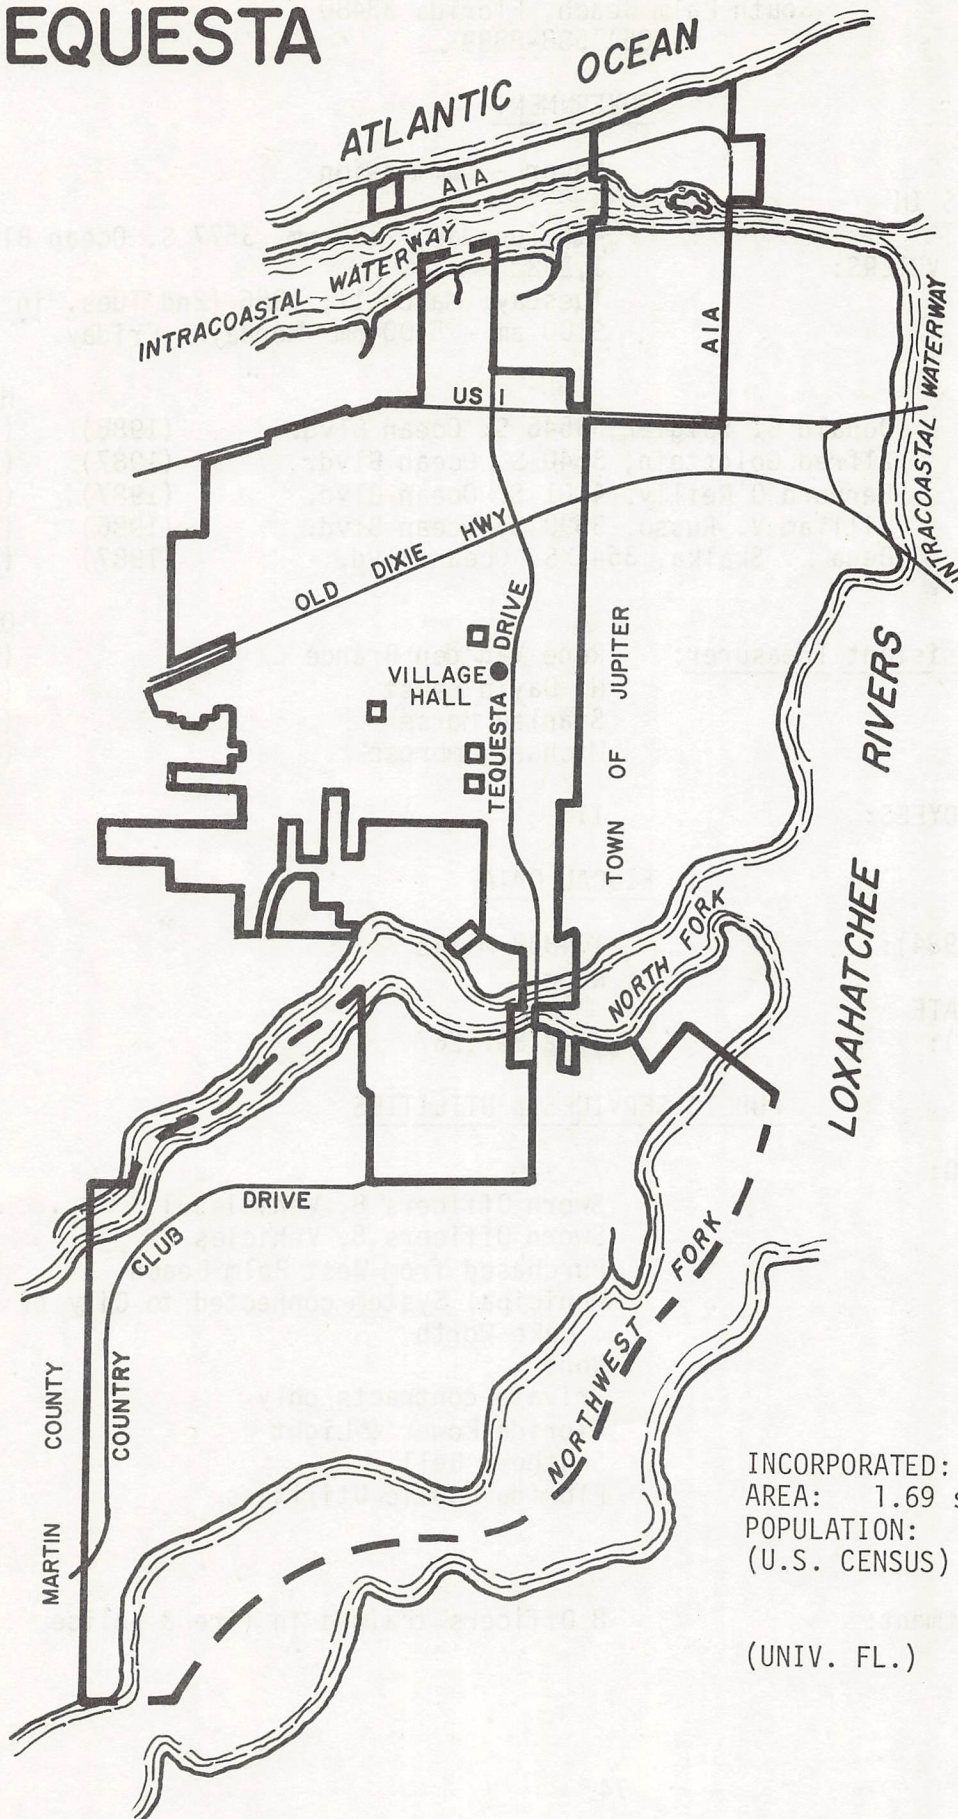 EQUESTA
ATLANTIC OCEAN
A1A
INTRACOASTAL WATERWAY
A1A
INTRACOASTAL WATERWAY
US 1
OLD DIXIE HWY
TEQUESTA DRIVE
VILLAGE
HALL
TOWN OF JUPITER
LOXAHATCHEE RIVERS
NORTH FORK
NORTHWEST FORK
COUNTRY CLUB DRIVE
MARTIN COUNTY
INCORPORATED:
AREA: 1.69 s
POPULATION:
(U.S. CENSUS)
(UNIV. FL.)